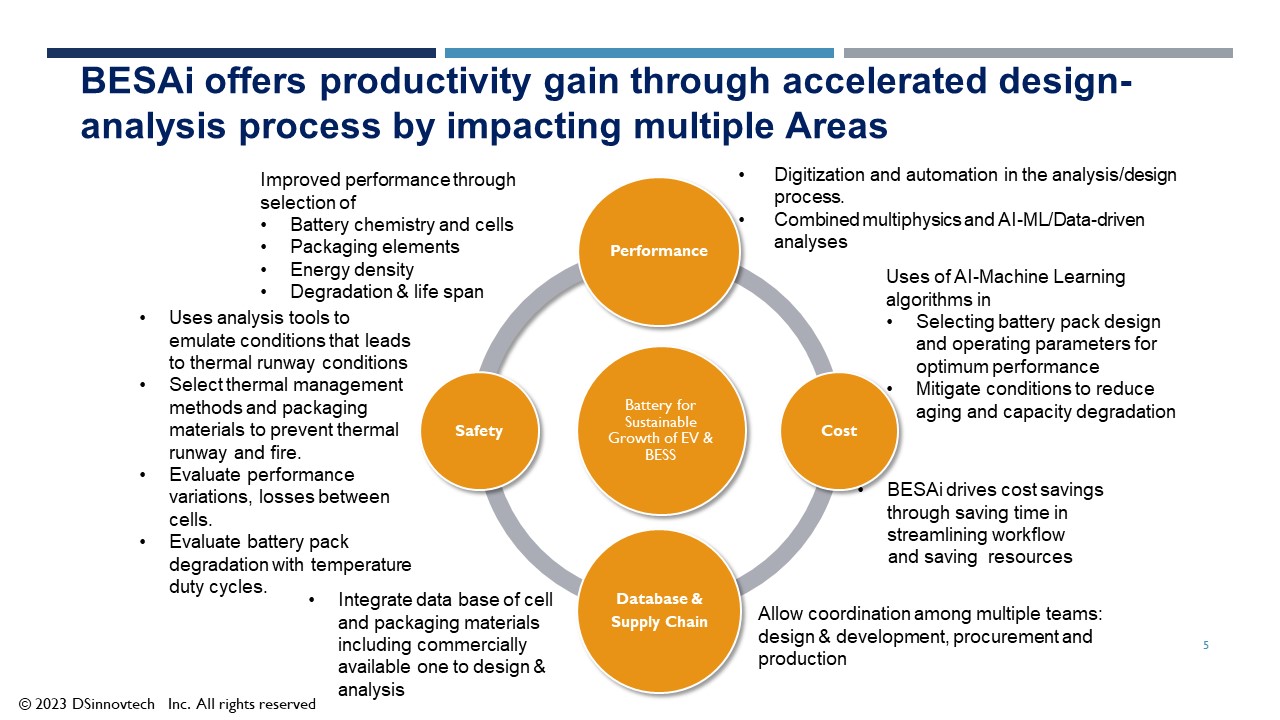 BESAi offers productivity gain through accelerated design-
analysis process by impacting multiple Areas
Improved performance through
selection of
• Battery chemistry and cells
• Packaging elements
• Energy density
• Degradation & life span
• Digitization and automation in the analysis/design
process.
• Combined multiphysics and AI-ML/Data-driven
analyses
Performance
Uses of AI-Machine Learning
algorithms in
• Selecting battery pack design
and operating parameters for
optimum performance
• Mitigate conditions to reduce
aging and capacity degradation
• Uses analysis tools to
emulate conditions that leads
to thermal runway conditions
• Select thermal management
methods and packaging
materials to prevent thermal
runway and fire.
• Evaluate performance
variations, losses between
cells.
• Evaluate battery pack
degradation with temperature
duty cycles.
Safety
Battery for
Sustainable
Growth of EV &
BESS
Cost
• BESAi drives cost savings
through saving time in
streamlining workflow
and saving resources
• Integrate data base of cell
and packaging materials
including commercially
available one to design &
analysis
Database &
Supply Chain
Allow coordination among multiple teams:
design & development, procurement and
production
5
© 2023 DSinnovtech Inc. All rights reserved